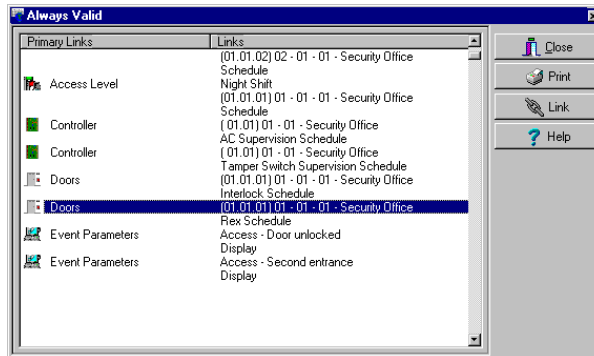 Always Valid
Primary Links Links
(01.01.02) 02 - 01 - 01 - Security Office
Schedule
Access Level Night Shift
(01.01.01) 01 - 01 - 01 - Security Office
Schedule
Controller ( 01.01) 01 - 01 - Security Office
AC Supervision Schedule
Controller ( 01.01) 01 - 01 - Security Office
Tamper Switch Supervision Schedule
Doors (01.01.01) 01 - 01 - 01 - Security Office
Interlock Schedule
Doors (01.01.01) 01 - 01 - 01 - Security Office
Rex Schedule
Event Parameters Access - Door unlocked
Display
Event Parameters Access - Second entrance
Display
Close
Print
Link
Help